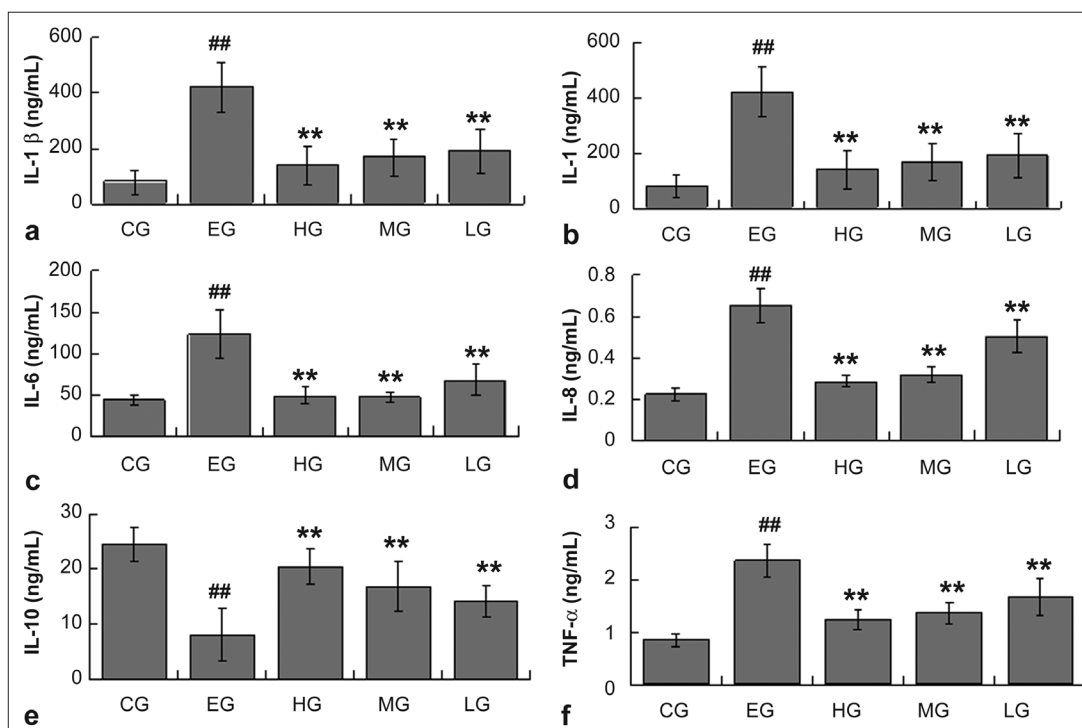 600
400
200
0
IL-1 β (ng/mL)
##
**
**
**
CG EG HG MG LG
a
600
400
200
0
IL-1 (ng/mL)
##
**
**
**
CG EG HG MG LG
b
200
150
100
50
0
IL-6 (ng/mL)
##
**
**
**
CG EG HG MG LG
c
0.8
0.6
0.4
0.2
0
IL-8 (ng/mL)
##
**
**
**
CG EG HG MG LG
d
30
20
10
0
IL-10 (ng/mL)
##
**
**
**
CG EG HG MG LG
e
3
2
1
0
TNF-α (ng/mL)
##
**
**
**
CG EG HG MG LG
f